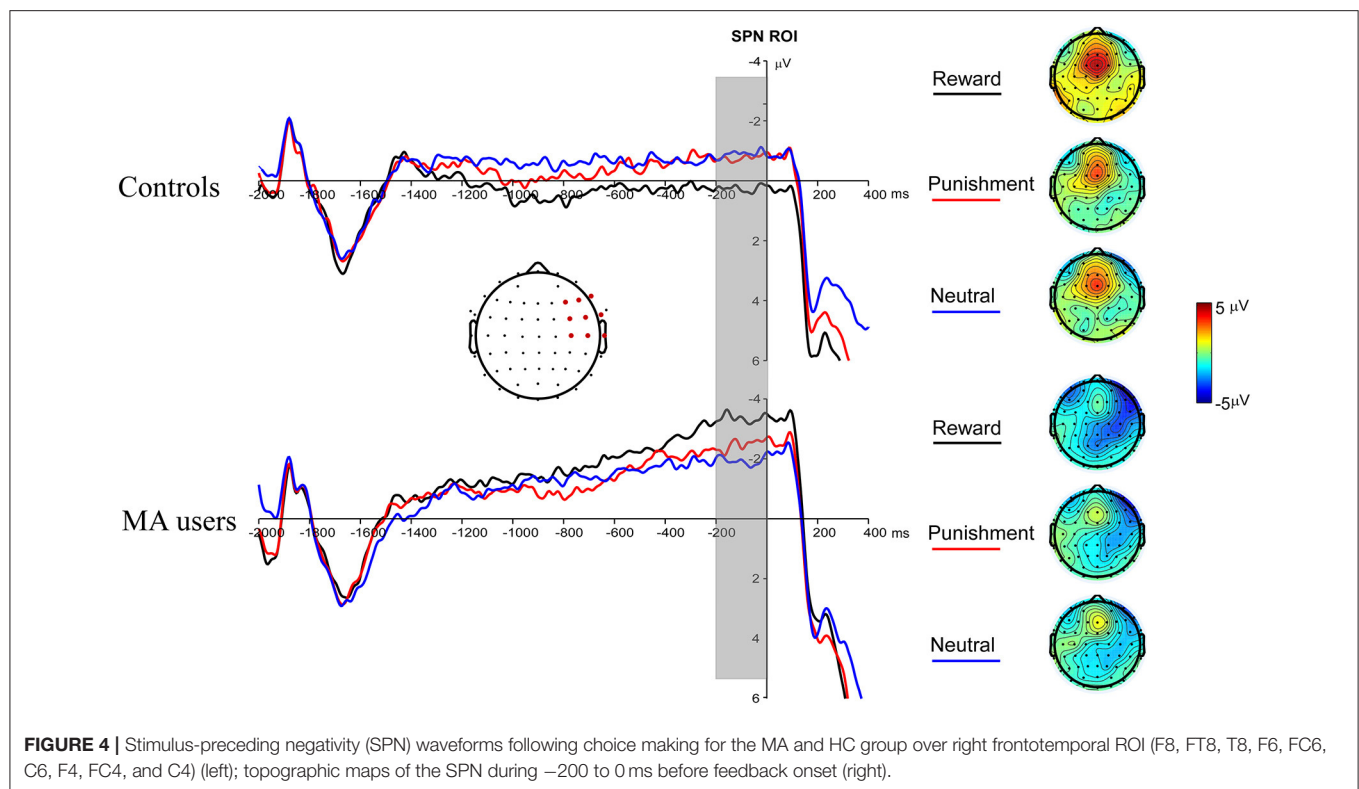 SPN ROI
-4
μV
-2
Controls
-2000
-1800
-1600
-1400
-1200
-1000
-800
-600
-400
-200
200
400 ms
2
4
6
-4
-2
MA users
-2000
-1800
-1600
-1400
-1200
-1000
-800
-600
-400
-200
200
400 ms
2
4
6
Reward
Punishment
Neutral
Reward
Punishment
Neutral
5 μV
-5μV
FIGURE 4 | Stimulus-preceding negativity (SPN) waveforms following choice making for the MA and HC group over right frontotemporal ROI (F8, FT8, T8, F6, FC6,
C6, F4, FC4, and C4) (left); topographic maps of the SPN during −200 to 0 ms before feedback onset (right).